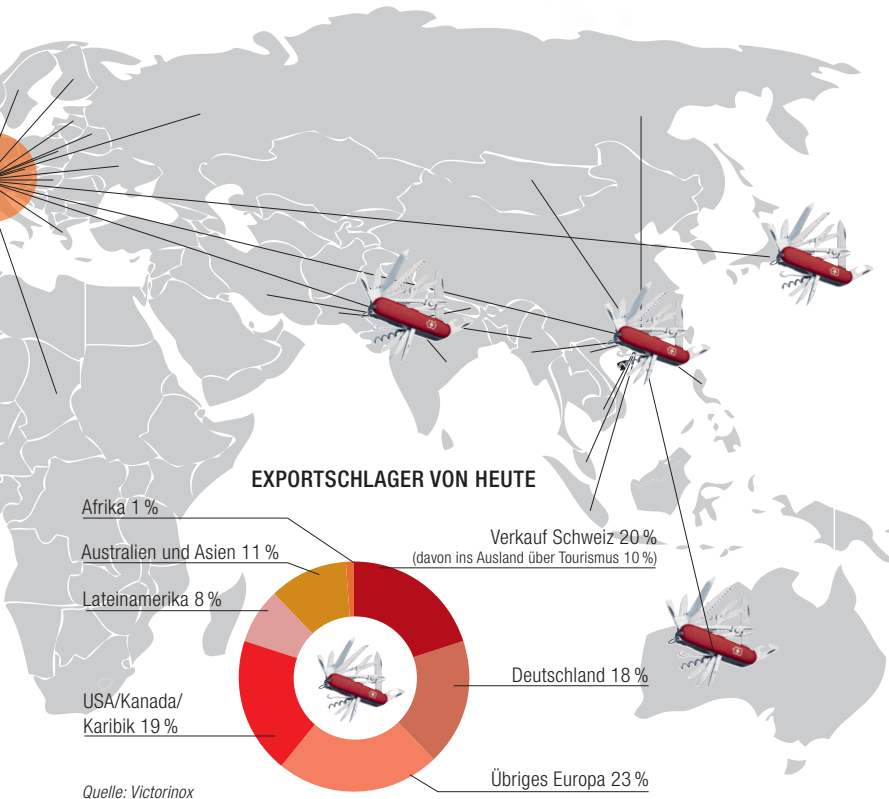 EXPORTSCHLAGER VON HEUTE
Afrika 1 %
Australien und Asien 11 %
Lateinamerika 8 %
USA/Kanada/
Karibik 19 %
Verkauf Schweiz 20 %
(davon ins Ausland über Tourismus 10 %)
Deutschland 18 %
Übriges Europa 23 %
Quelle: Victorinox